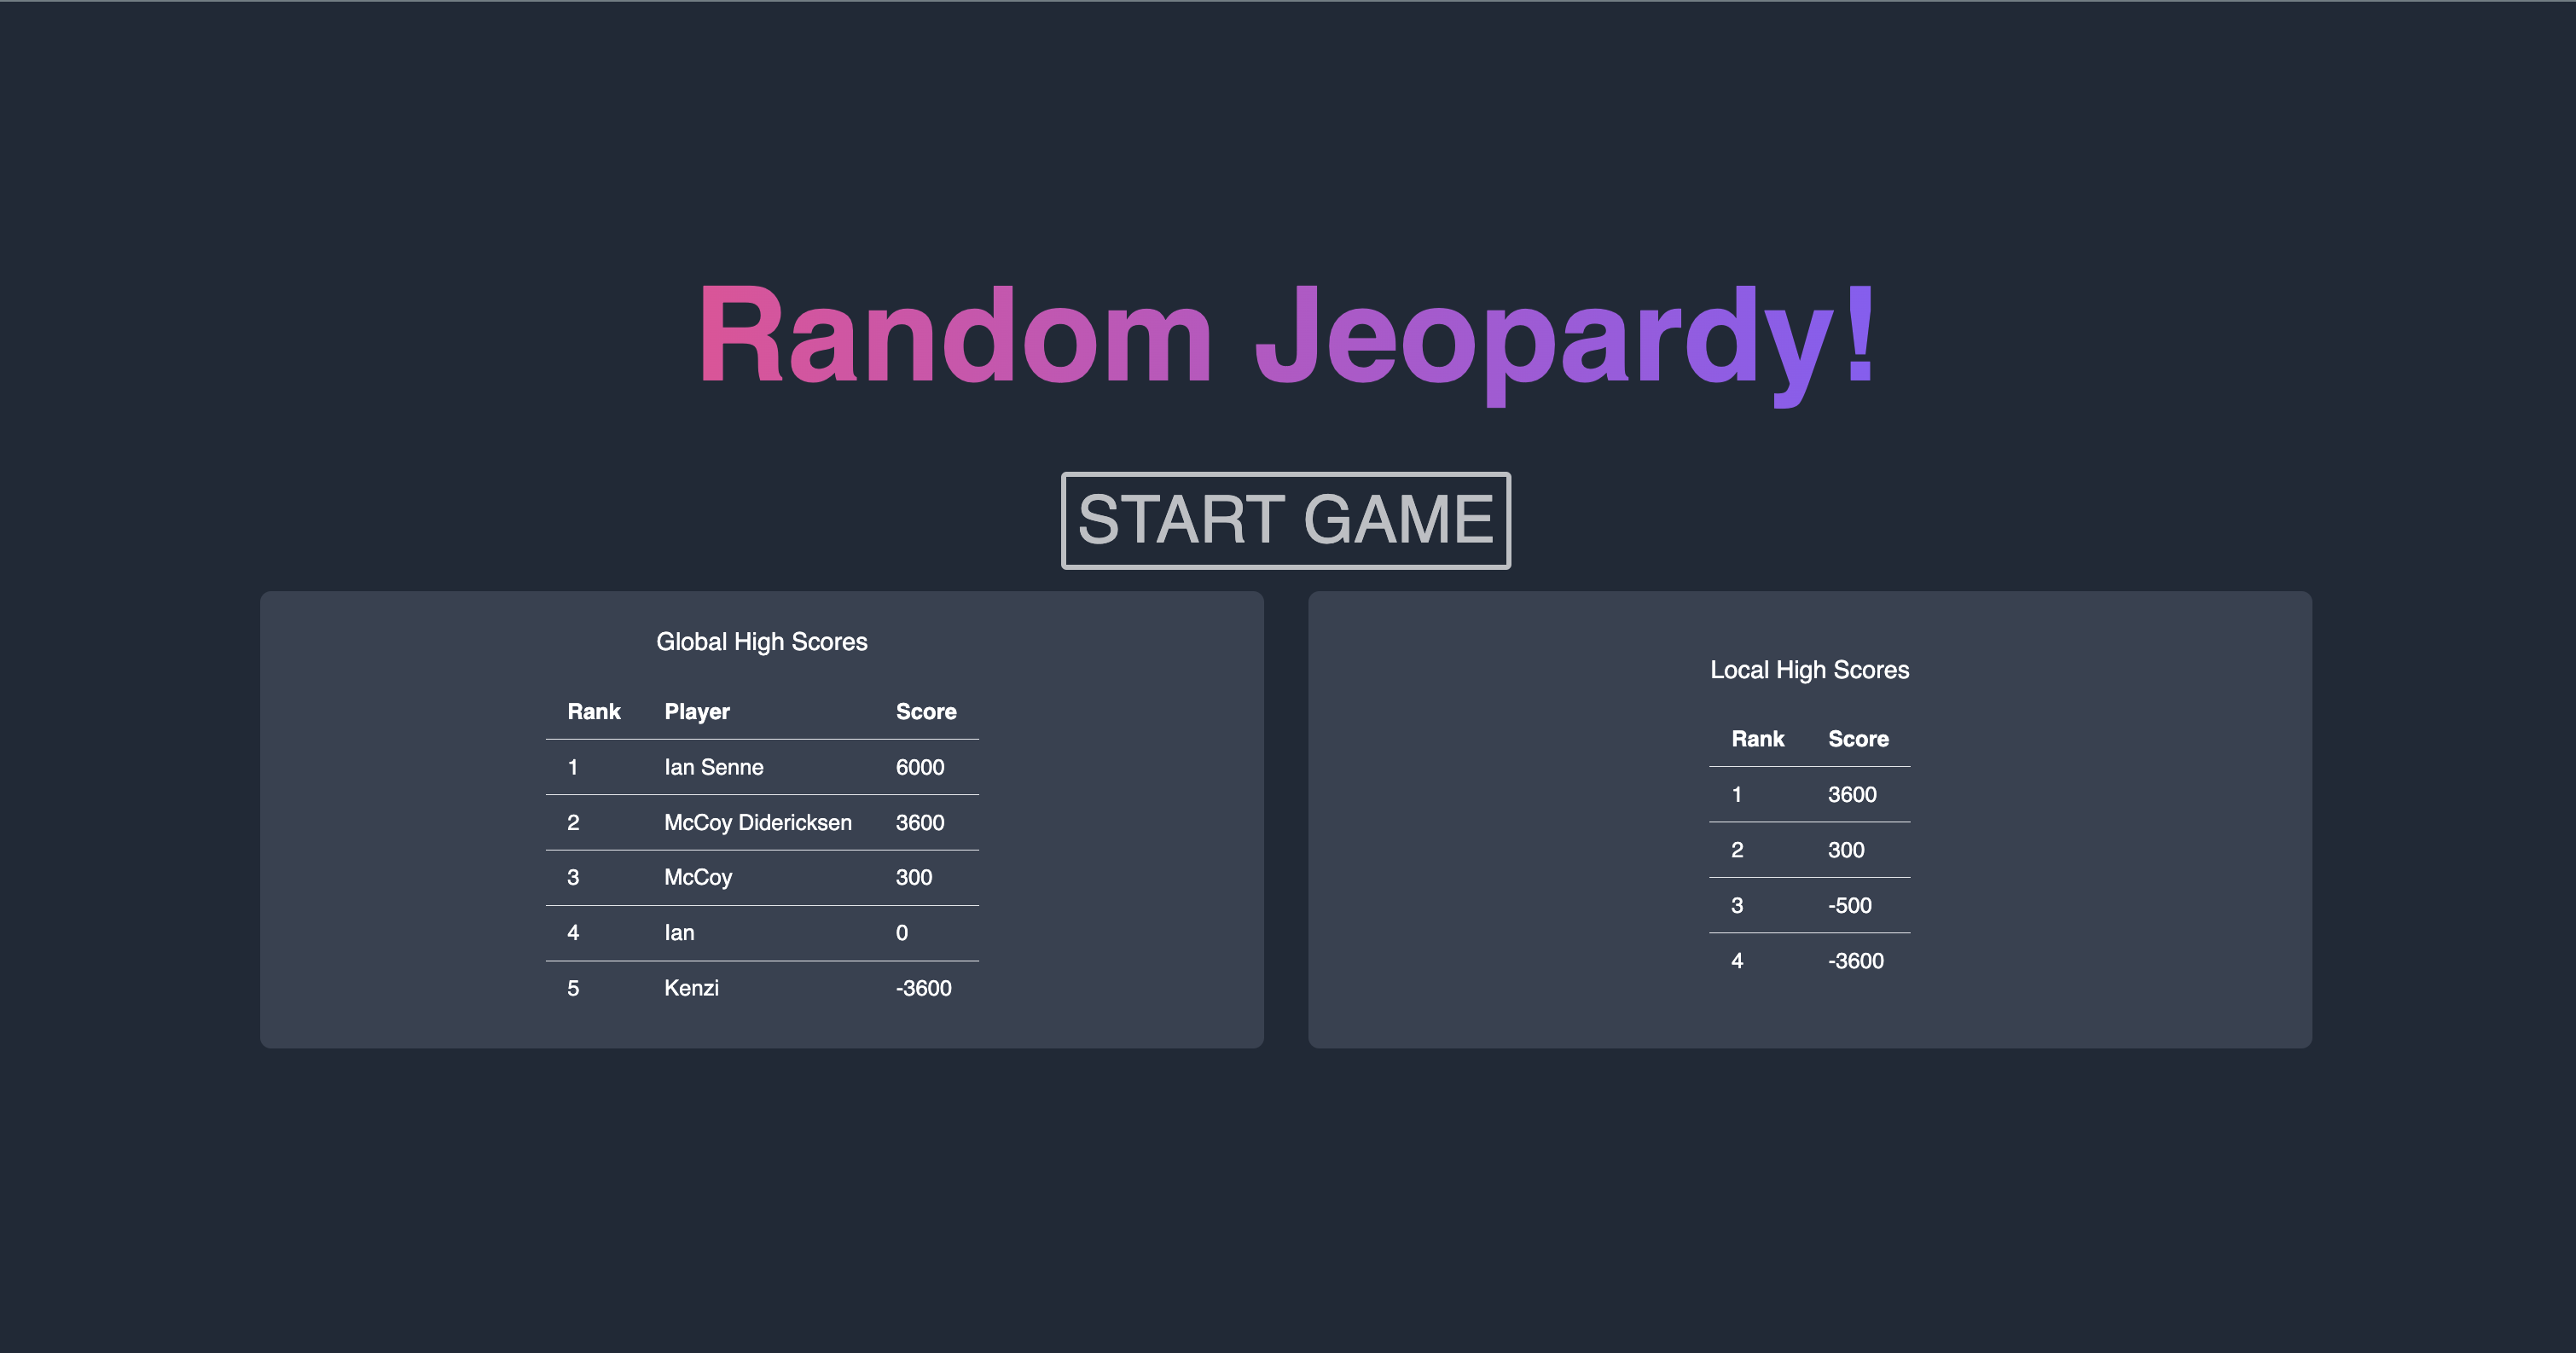 Random Jeopardy!
START GAME
Global High Scores
Rank Player Score
1 Ian Senne 6000
2 McCoy Didericksen 3600
3 McCoy 300
4 Ian 0
5 Kenzi -3600
Local High Scores
Rank Score
1 3600
2 300
3 -500
4 -3600